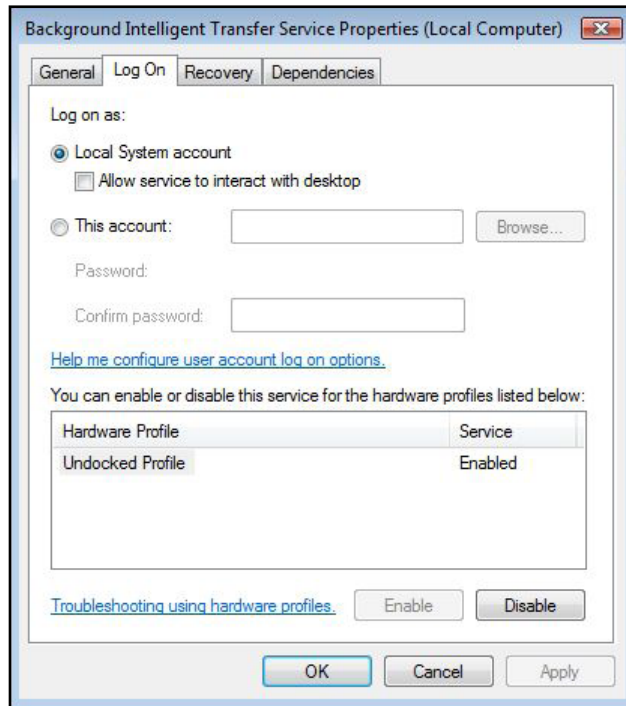 Background Intelligent Transfer Service Properties (Local Computer)
General Log On Recovery Dependencies
Log on as:
Local System account
Allow service to interact with desktop
This account: Browse...
Password:
Confirm password:
Help me configure user account log on options.
You can enable or disable this service for the hardware profiles listed below:
Hardware Profile Service
Undocked Profile Enabled
Troubleshooting using hardware profiles. Enable Disable
OK Cancel Apply